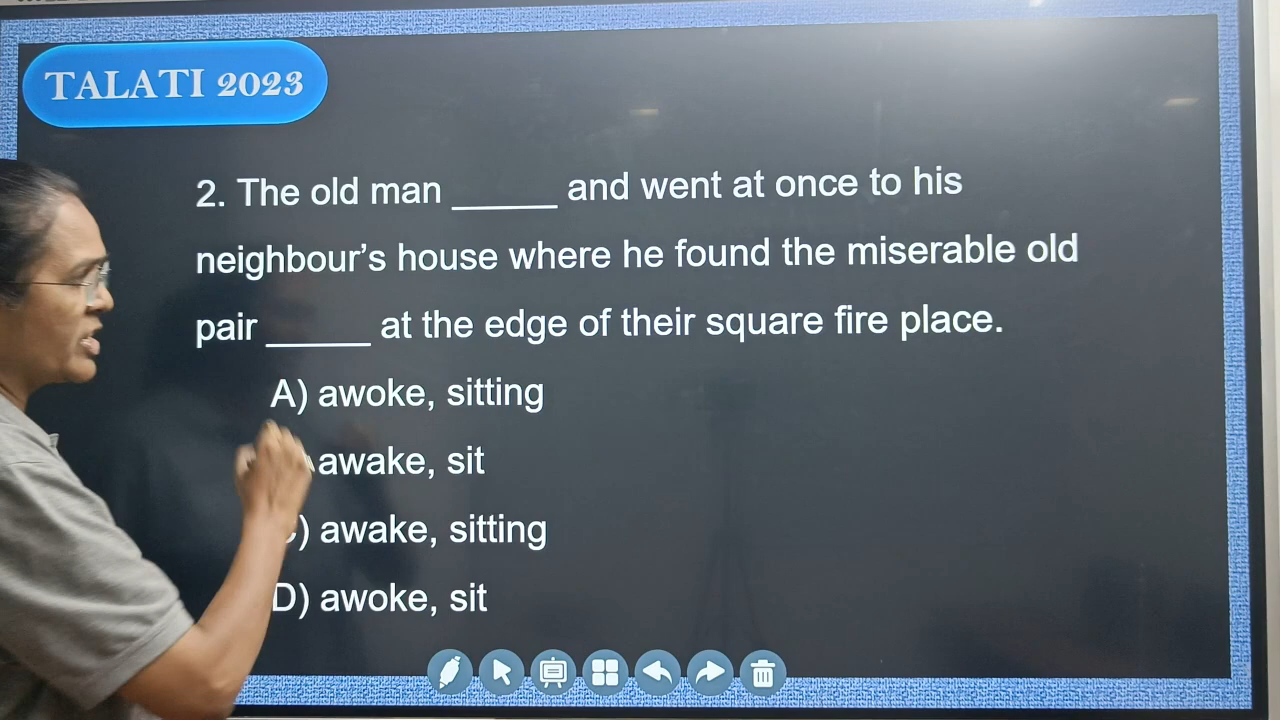 TALATI 2023
2. The old man ______ and went at once to his
neighbour’s house where he found the miserable old
pair ______ at the edge of their square fire place.
A) awoke, sitting
awake, sit
) awake, sitting
D) awoke, sit